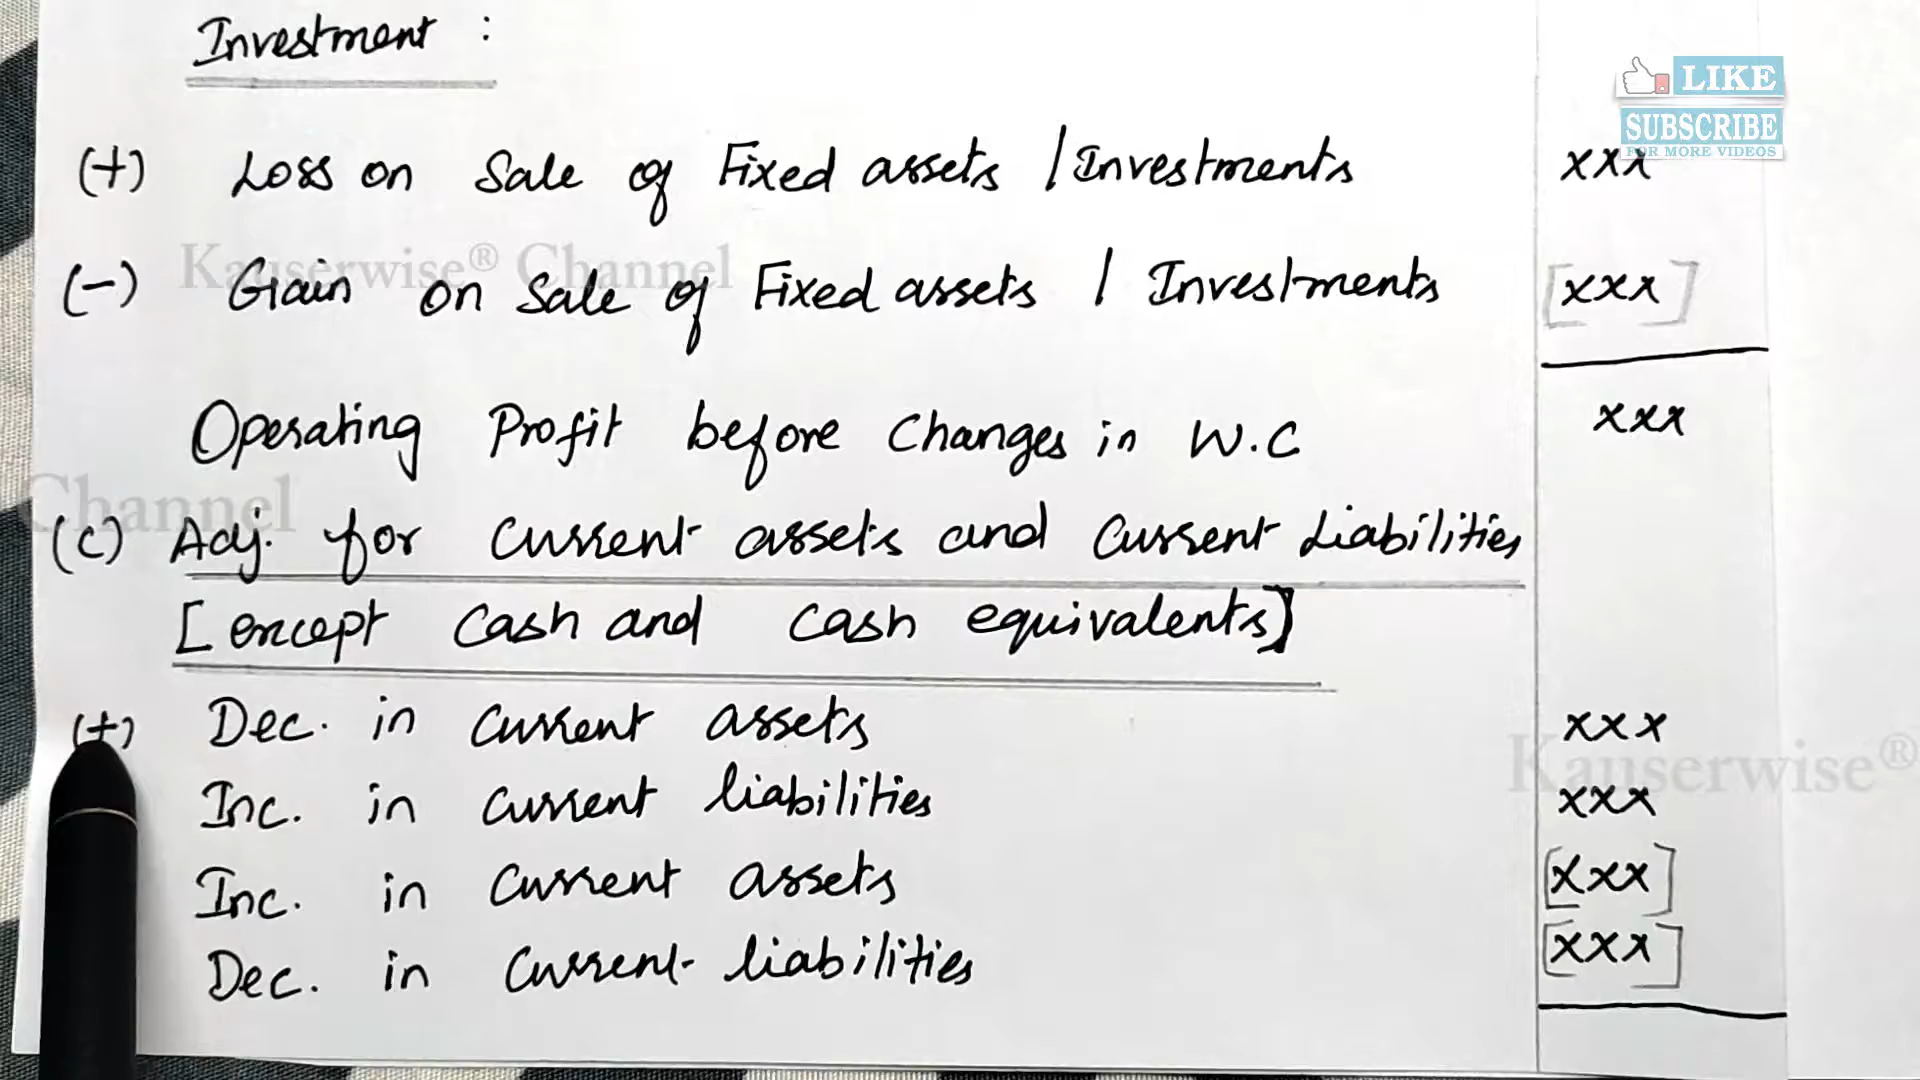 Investment :
LIKE
SUBSCRIBE
FOR MORE VIDEOS
(+) Loss on Sale of Fixed assets / Investments xxx
Kauserwise® Channel
(-) Gain on Sale of Fixed assets / Investments [xxx]
Operating Profit before Changes in W.C xxx
Channel
(C) Adj. for Current assets and Current Liabilities
[except Cash and Cash equivalents]
(+) Dec. in Current assets xxx
Kauserwise®
Inc. in Current liabilities xxx
Inc. in Current assets [xxx]
Dec. in Current liabilities [xxx]